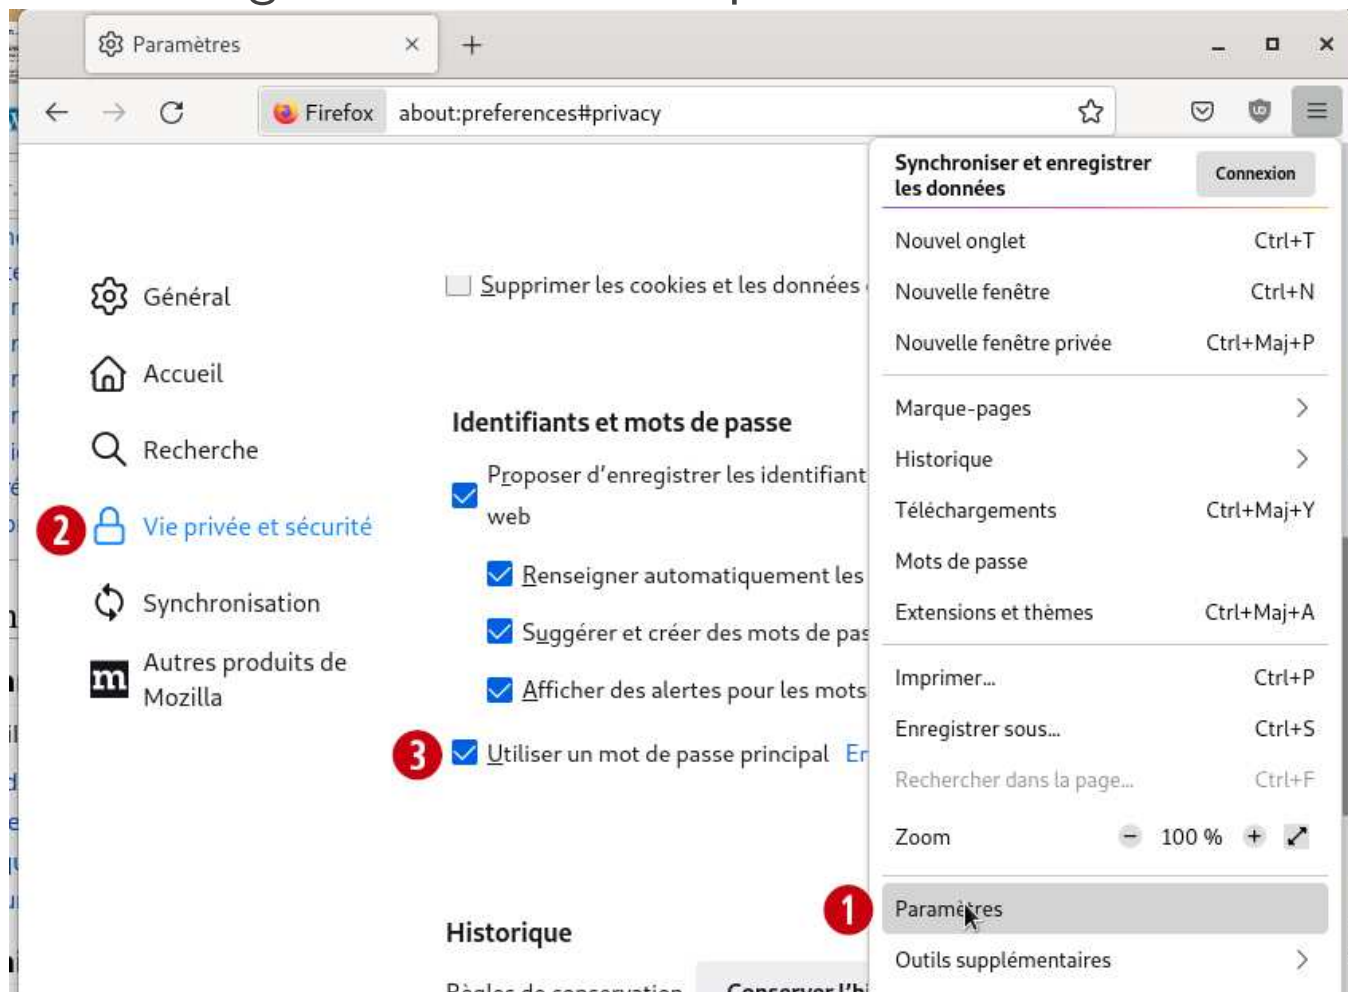 Paramètres
Firefox about:preferences#privacy
Synchroniser et enregistrer
les données
Connexion
Nouvel onglet Ctrl+T
Nouvelle fenêtre Ctrl+N
Nouvelle fenêtre privée Ctrl+Maj+P
Marque-pages
Historique
Téléchargements Ctrl+Maj+Y
Mots de passe
Extensions et thèmes Ctrl+Maj+A
Imprimer... Ctrl+P
Enregistrer sous... Ctrl+S
Rechercher dans la page... Ctrl+F
Zoom − 100 % +
1 Paramètres
Outils supplémentaires
Général
Accueil
Recherche
2 Vie privée et sécurité
Synchronisation
m Autres produits de
Mozilla
Supprimer les cookies et les données
Identifiants et mots de passe
Proposer d’enregistrer les identifiant
web
Renseigner automatiquement les
Suggérer et créer des mots de pas
Afficher des alertes pour les mots
3 Utiliser un mot de passe principal
Historique
Règles de conservation